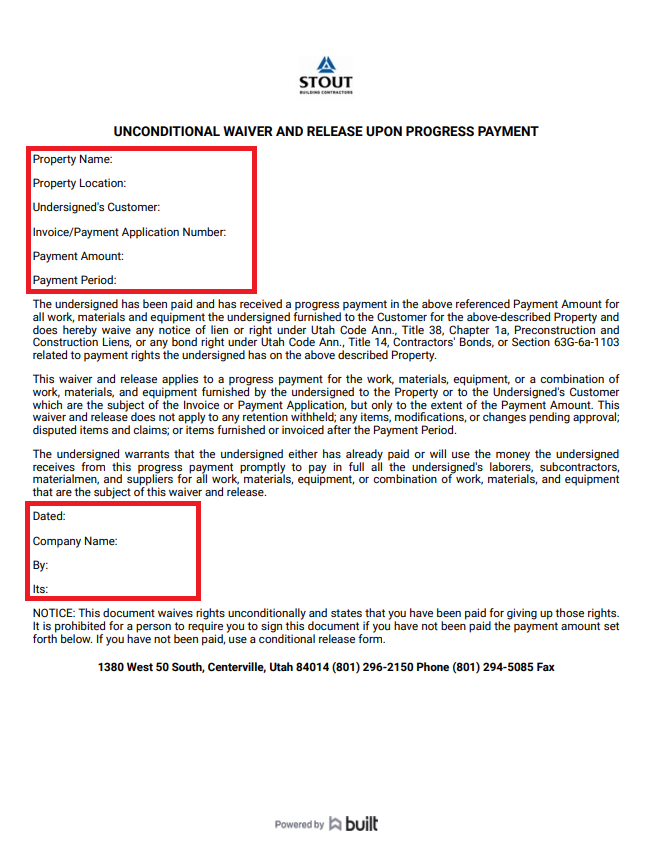 STOUT
BUILDING CONTRACTORS
UNCONDITIONAL WAIVER AND RELEASE UPON PROGRESS PAYMENT
Property Name:
Property Location:
Undersigned's Customer:
Invoice/Payment Application Number:
Payment Amount:
Payment Period:
The undersigned has been paid and has received a progress payment in the above referenced Payment Amount for
all work, materials and equipment the undersigned furnished to the Customer for the above-described Property and
does hereby waive any notice of lien or right under Utah Code Ann., Title 38, Chapter 1a, Preconstruction and
Construction Liens, or any bond right under Utah Code Ann., Title 14, Contractors' Bonds, or Section 63G-6a-1103
related to payment rights the undersigned has on the above described Property.
This waiver and release applies to a progress payment for the work, materials, equipment, or a combination of
work, materials, and equipment furnished by the undersigned to the Property or to the Undersigned's Customer
which are the subject of the Invoice or Payment Application, but only to the extent of the Payment Amount. This
waiver and release does not apply to any retention withheld; any items, modifications, or changes pending approval;
disputed items and claims; or items furnished or invoiced after the Payment Period.
The undersigned warrants that the undersigned either has already paid or will use the money the undersigned
receives from this progress payment promptly to pay in full all the undersigned's laborers, subcontractors,
materialmen, and suppliers for all work, materials, equipment, or combination of work, materials, and equipment
that are the subject of this waiver and release.
Dated:
Company Name:
By:
Its:
NOTICE: This document waives rights unconditionally and states that you have been paid for giving up those rights.
It is prohibited for a person to require you to sign this document if you have not been paid the payment amount set
forth below. If you have not been paid, use a conditional release form.
1380 West 50 South, Centerville, Utah 84014 (801) 296-2150 Phone (801) 294-5085 Fax
Powered by built